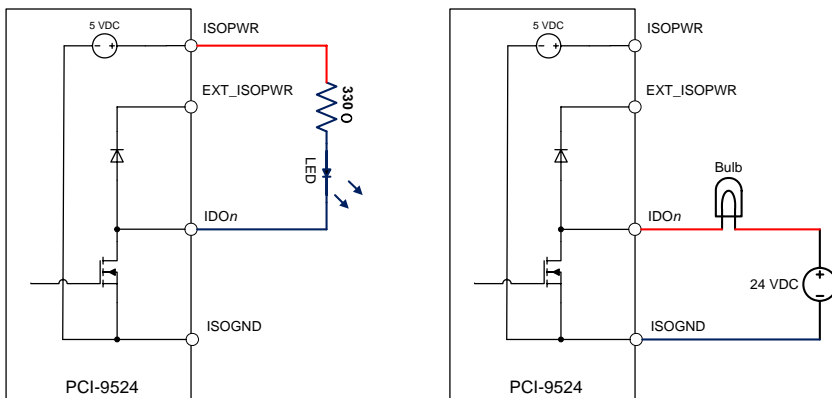 5 VDC
ISOPWR
EXT_ISOPWR
330 Ω
LED
IDOn
ISOGND
PCI-9524
5 VDC
ISOPWR
EXT_ISOPWR
Bulb
IDOn
24 VDC
ISOGND
PCI-9524